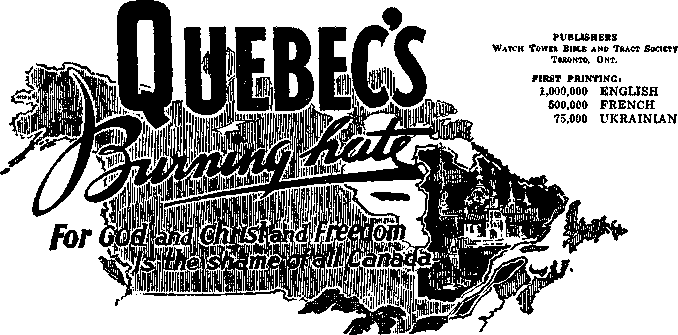 QUEBEC'S
Burning hate
For God and Christ and Freedom
Is the shame of all Canada
PUBLISHERS
WATCH TOWER BIBLE AND TRACT SOCIETY
TORONTO, ONT.
FIRST PRINTING:
1,000,000 ENGLISH
500,000 FRENCH
75,000 UKRAINIAN